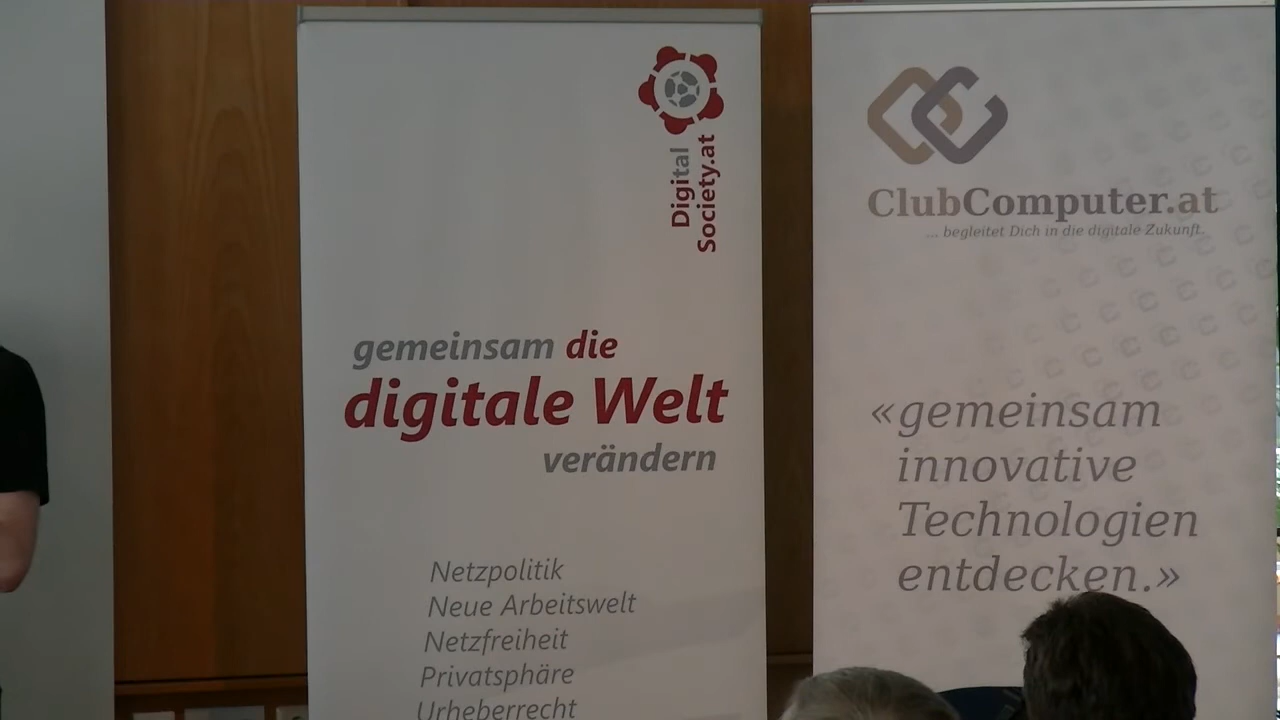 Digital
Society.at
gemeinsam die
digitale Welt
verändern
Netzpolitik
Neue Arbeitswelt
Netzfreiheit
Privatsphäre
Urheberrecht
ClubComputer.at
... begleitet Dich in die digitale Zukunft.
«gemeinsam
innovative
Technologien
entdecken.»